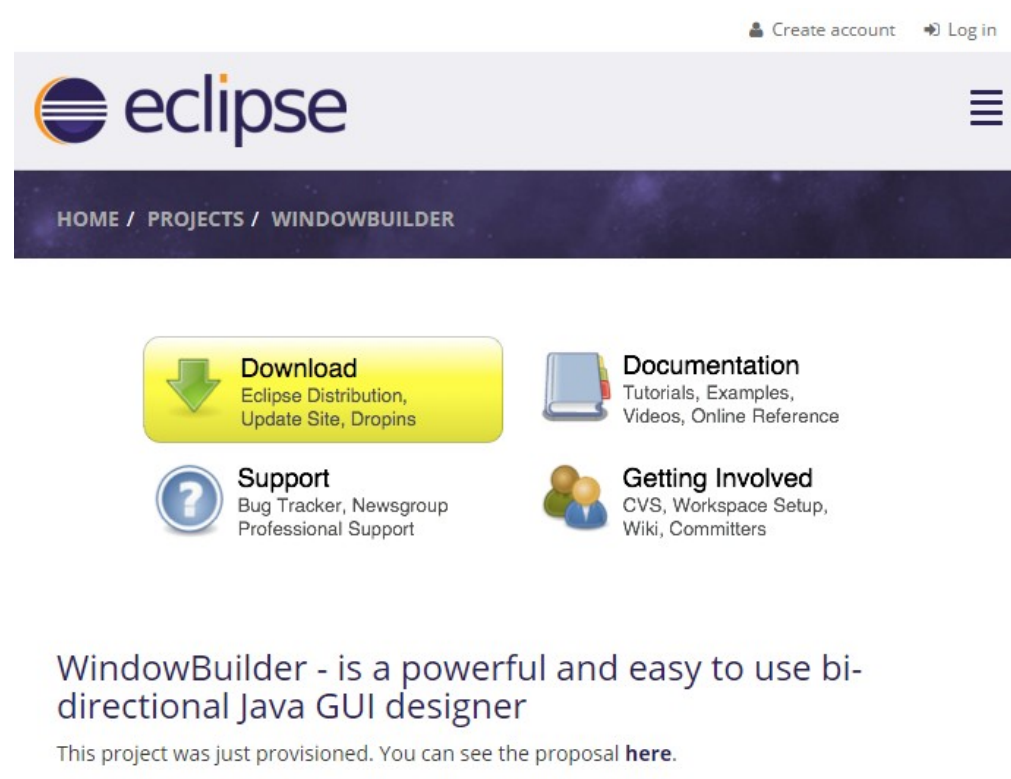 Create account Log in
eclipse
HOME / PROJECTS / WINDOWBUILDER
Download
Eclipse Distribution,
Update Site, Dropins
Documentation
Tutorials, Examples,
Videos, Online Reference
Support
Bug Tracker, Newsgroup
Professional Support
Getting Involved
CVS, Workspace Setup,
Wiki, Committers
WindowBuilder - is a powerful and easy to use bi-
directional Java GUI designer
This project was just provisioned. You can see the proposal here.